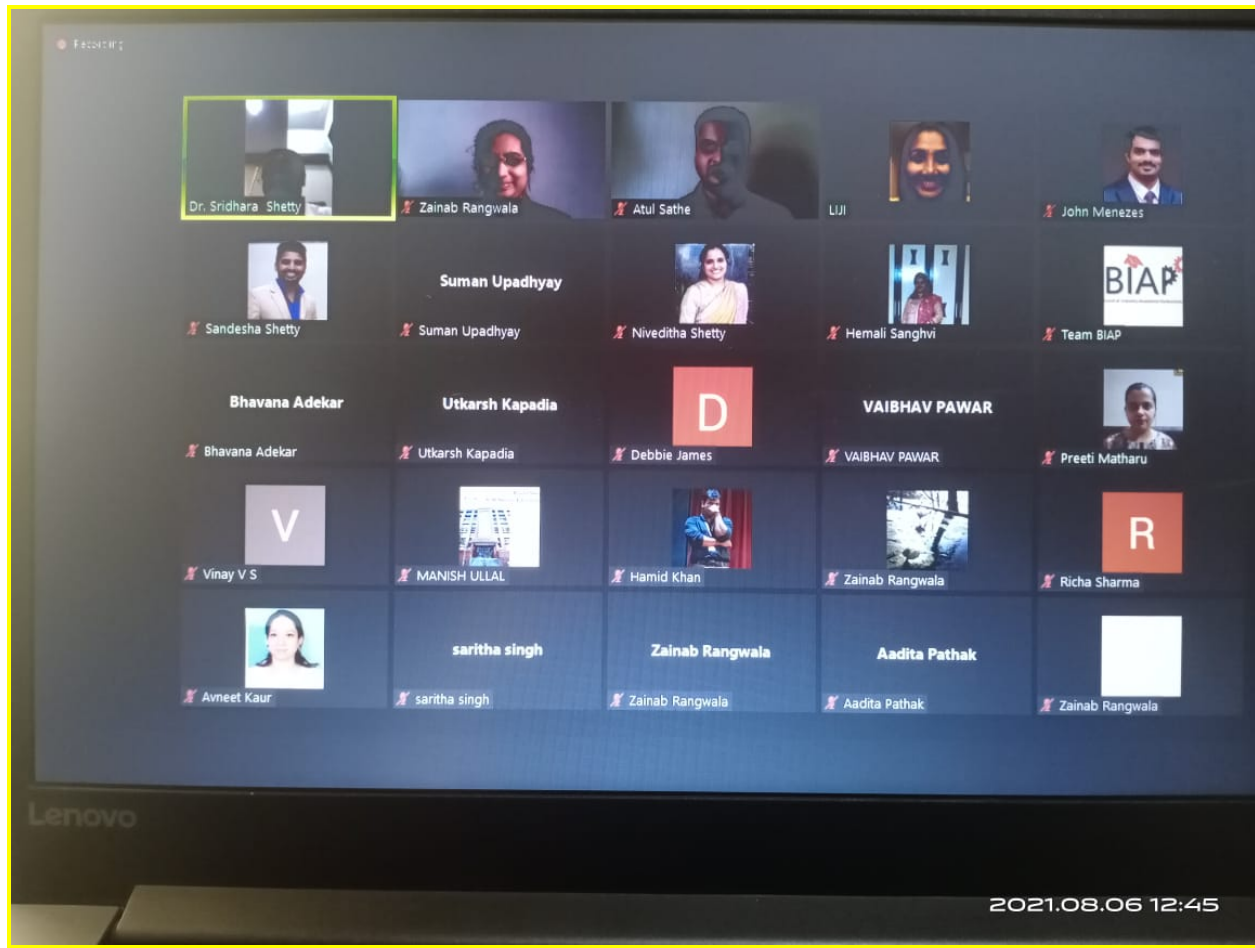 Recording
Dr. Sridhara Shetty
Zainab Rangwala
Atul Sathe
LIJI
John Menezes
Sandesha Shetty
Suman Upadhyay
Suman Upadhyay
Niveditha Shetty
Hemali Sanghvi
BIAP
Team BIAP
Bhavana Adekar
Bhavana Adekar
Utkarsh Kapadia
Utkarsh Kapadia
D
Debbie James
VAIBHAV PAWAR
VAIBHAV PAWAR
Preeti Matharu
V
Vinay V S
MANISH ULLAL
Hamid Khan
Zainab Rangwala
R
Richa Sharma
Avneet Kaur
saritha singh
saritha singh
Zainab Rangwala
Zainab Rangwala
Aadita Pathak
Aadita Pathak
Zainab Rangwala
Lenovo
2021.08.06 12:45